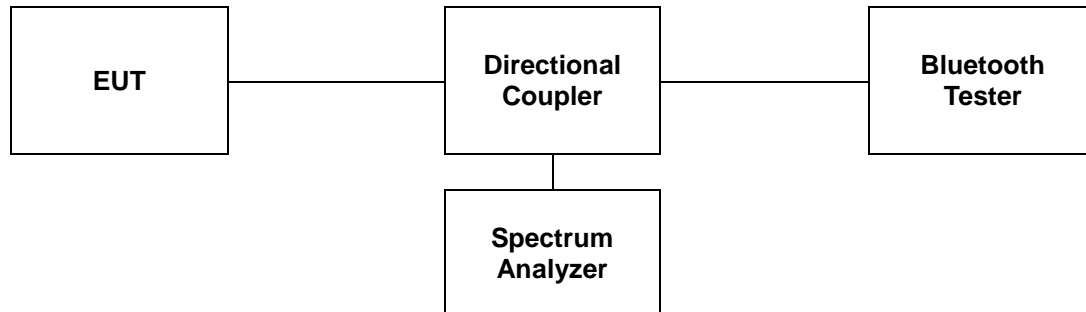 EUT
Directional
Coupler
Bluetooth
Tester
Spectrum
Analyzer